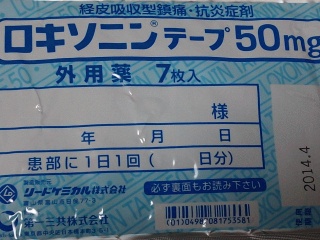 経皮吸収型鎮痛・抗炎症剤
ロキソニン®テープ50mg
外用薬 7枚入
様
年 月 日
患部に1日1回( 日分)
リードケミカル株式会社
必ず裏面もお読み下さい
第一三共株式会社
2014.4